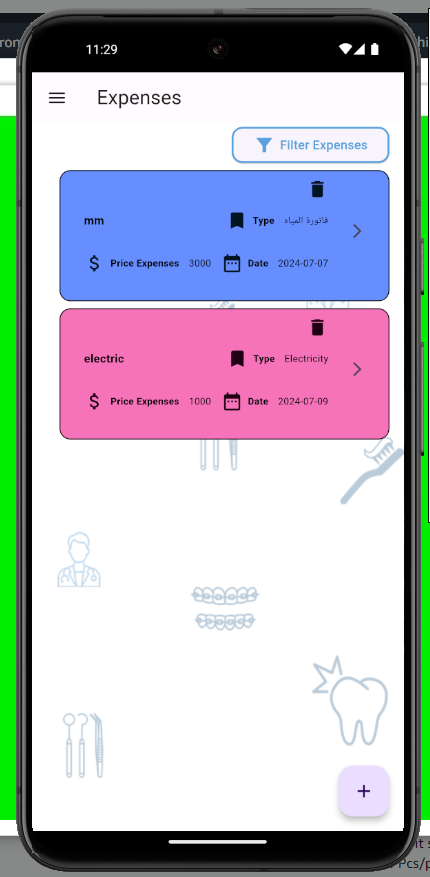 11:29
Expenses
Filter Expenses
mm
Type فاتورة المياه
Price Expenses 3000 Date 2024-07-07
electric
Type Electricity
Price Expenses 1000 Date 2024-07-09
Pcs/p